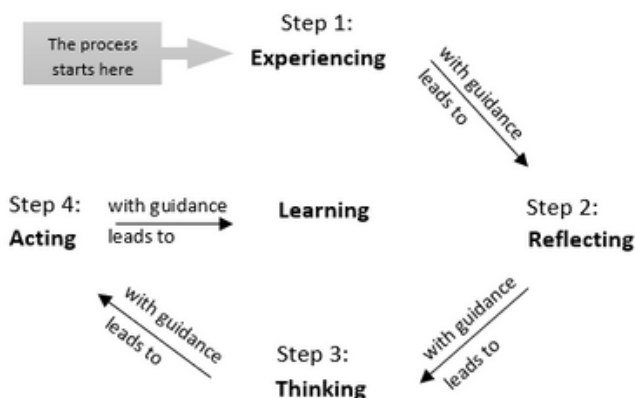 The process
starts here
Step 1:
Experiencing
with guidance
leads to
Step 2:
Reflecting
with guidance
leads to
Step 3:
Thinking
with guidance
leads to
Step 4:
Acting
with guidance
leads to
Learning